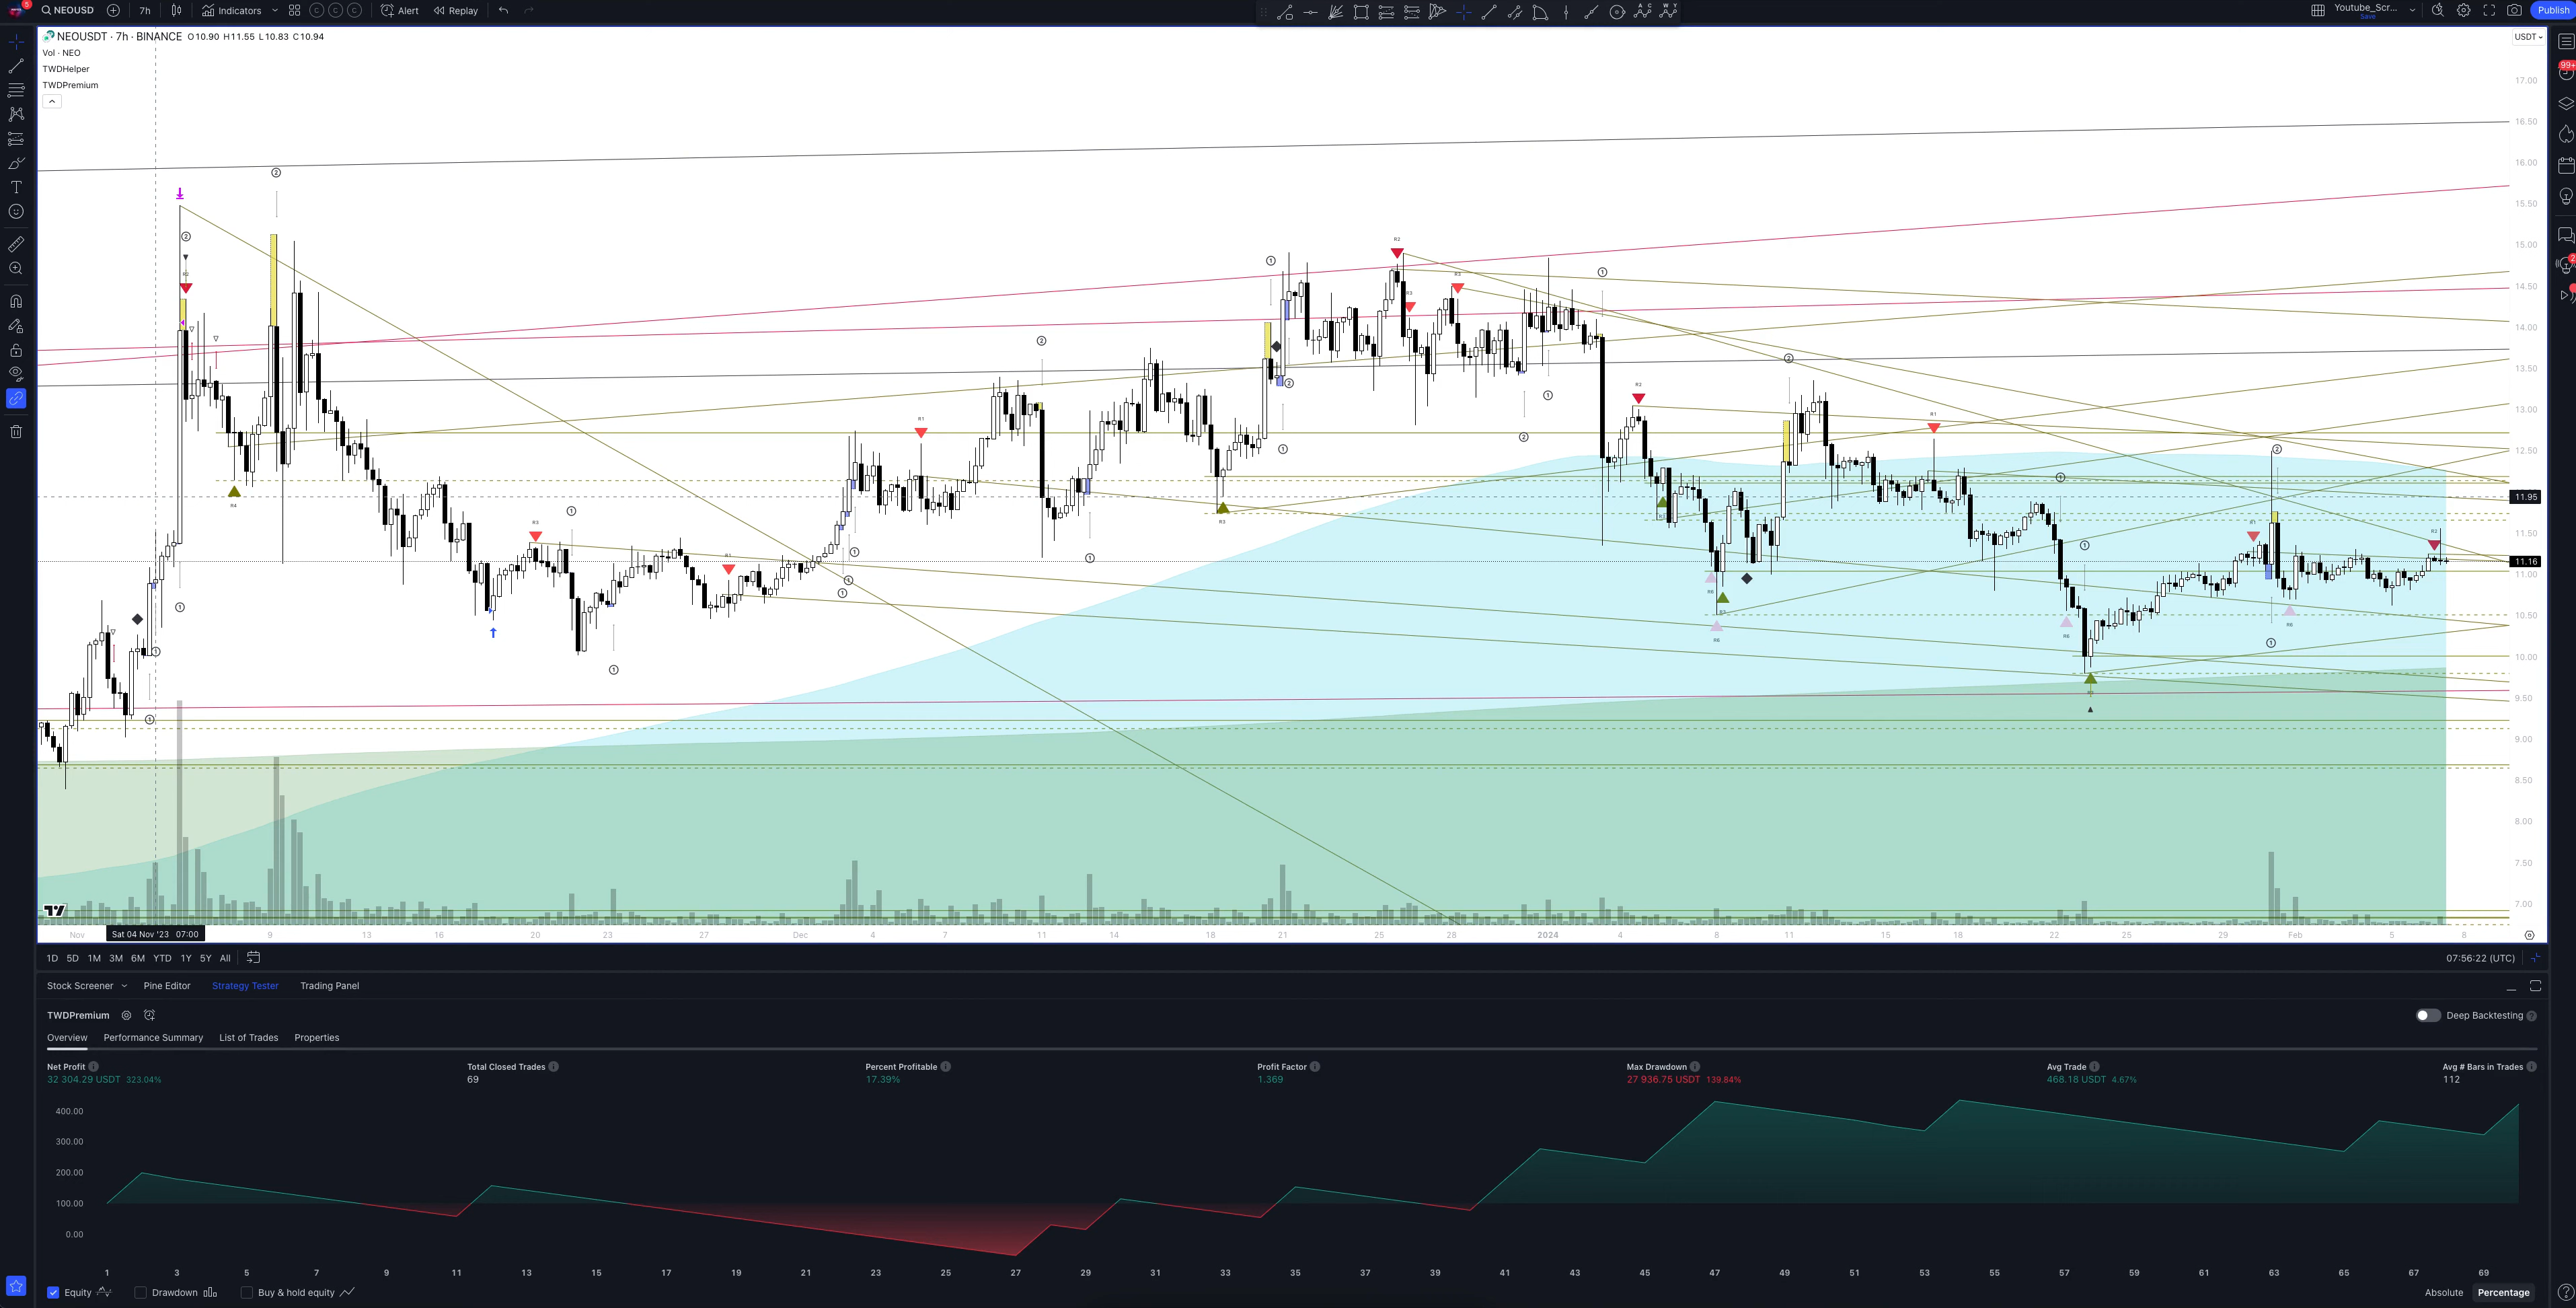 5
NEOUSD 7h Indicators C C C Alert Replay
Youtube_Scr...
Save
Publish
NEOUSDT · 7h · BINANCE O10.90 H11.55 L10.83 C10.94
Vol · NEO
TWDHelper
TWDPremium
USDT
99+
2
17.00
16.50
16.00
15.50
15.00
14.50
14.00
13.50
13.00
12.50
11.95
11.50
11.16
11.00
10.50
10.00
9.50
9.00
8.50
8.00
7.50
7.00
Nov Sat 04 Nov '23 07:00 9 13 16 20 23 27 Dec 4 7 11 14 18 21 25 28 2024 4 8 11 15 18 22 25 29 Feb 5 8
1D 5D 1M 3M 6M YTD 1Y 5Y All
07:56:22 (UTC)
Stock Screener Pine Editor Strategy Tester Trading Panel
TWDPremium
Deep Backtesting
Overview Performance Summary List of Trades Properties
Net Profit Total Closed Trades Percent Profitable Profit Factor Max Drawdown Avg Trade Avg # Bars in Trades
32 304.29 USDT 323.04% 69 17.39% 1.369 27 936.75 USDT 139.84% 468.18 USDT 4.67% 112
400.00
300.00
200.00
100.00
0.00
1 3 5 7 9 11 13 15 17 19 21 23 25 27 29 31 33 35 37 39 41 43 45 47 49 51 53 55 57 59 61 63 65 67 69
Equity Drawdown Buy & hold equity
Absolute Percentage